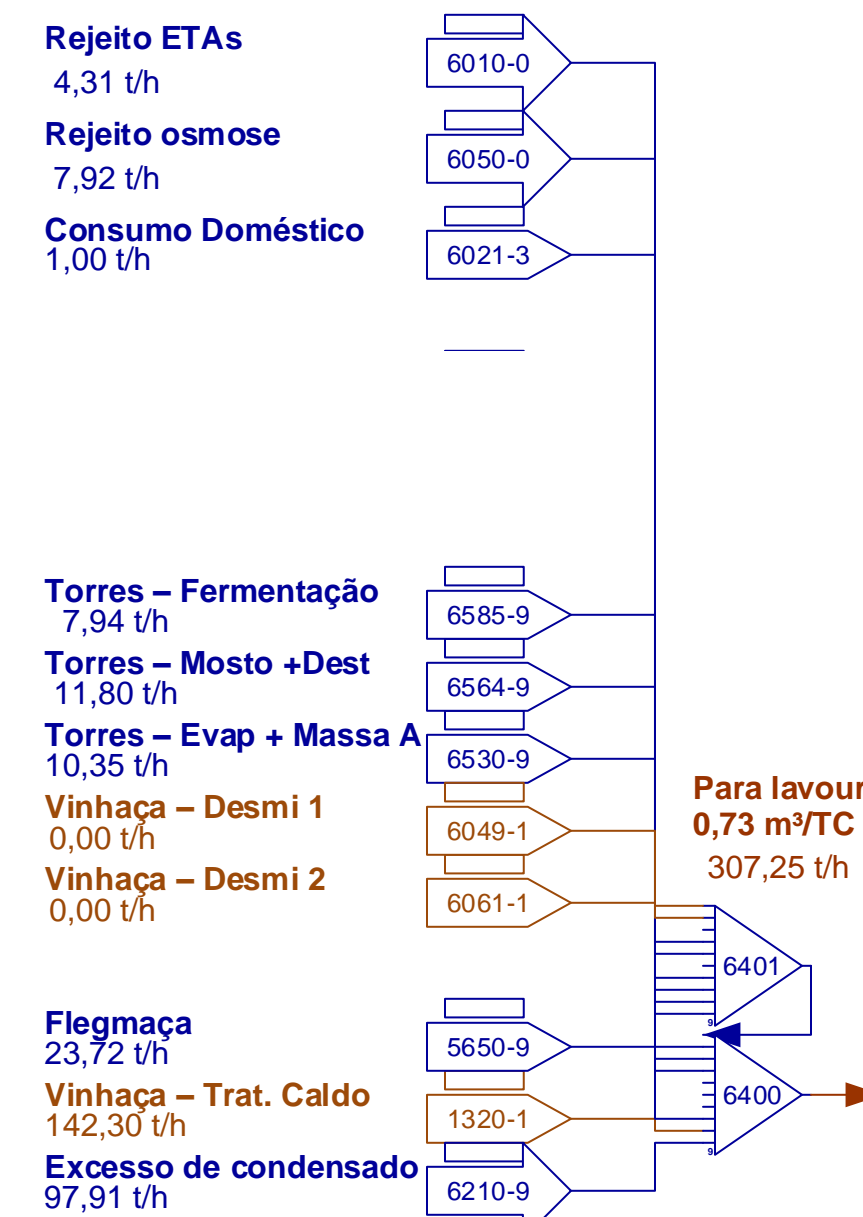 Rejeito ETAs
4,31 t/h
6010-0
Rejeito osmose
7,92 t/h
6050-0
Consumo Doméstico
1,00 t/h
6021-3
Torres – Fermentação
7,94 t/h
6585-9
Torres – Mosto +Dest
11,80 t/h
6564-9
Torres – Evap + Massa A
10,35 t/h
6530-9
Vinhaça – Desmi 1
0,00 t/h
6049-1
Vinhaça – Desmi 2
0,00 t/h
6061-1
Para lavour
0,73 m³/TC
307,25 t/h
6401
9
Flegmaça
23,72 t/h
5650-9
Vinhaça – Trat. Caldo
142,30 t/h
1320-1
6400
9
Excesso de condensado
97,91 t/h
6210-9